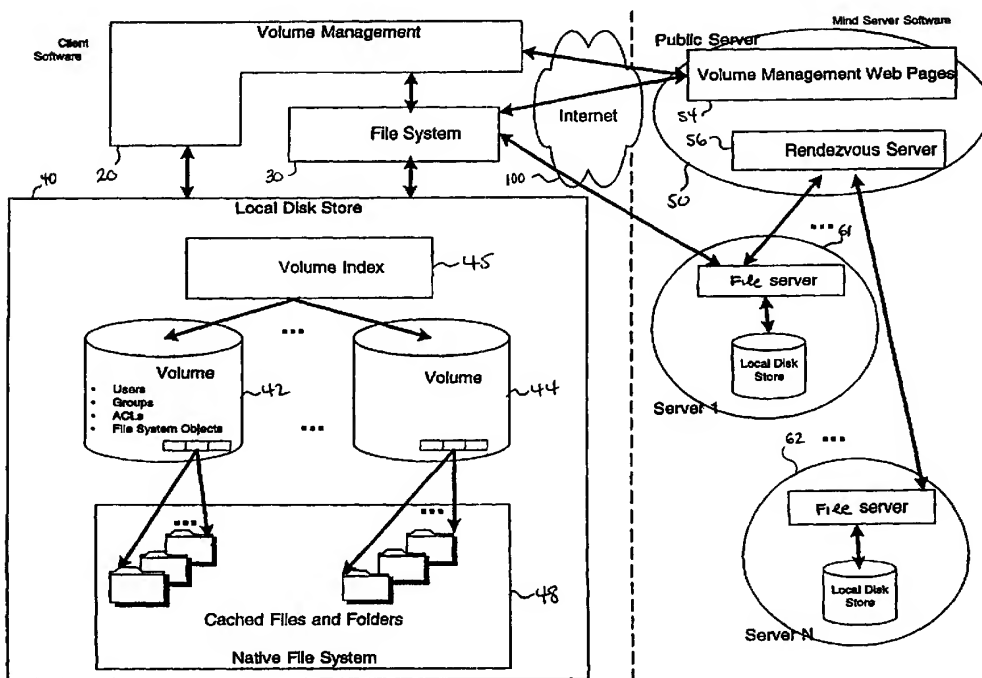 Client
Software
Volume Management
20
File System
30
Internet
100
Mind Server Software
Public Server
Volume Management Web Pages
54
56
Rendezvous Server
50
40
Local Disk Store
Volume Index
45
...
Volume
• Users
• Groups
• ACLs
• File System Objects
42
...
Volume
44
...
...
Cached Files and Folders
48
Native File System
...
61
File server
Local Disk
Store
Server 1
...
62
File server
Local Disk
Store
Server N